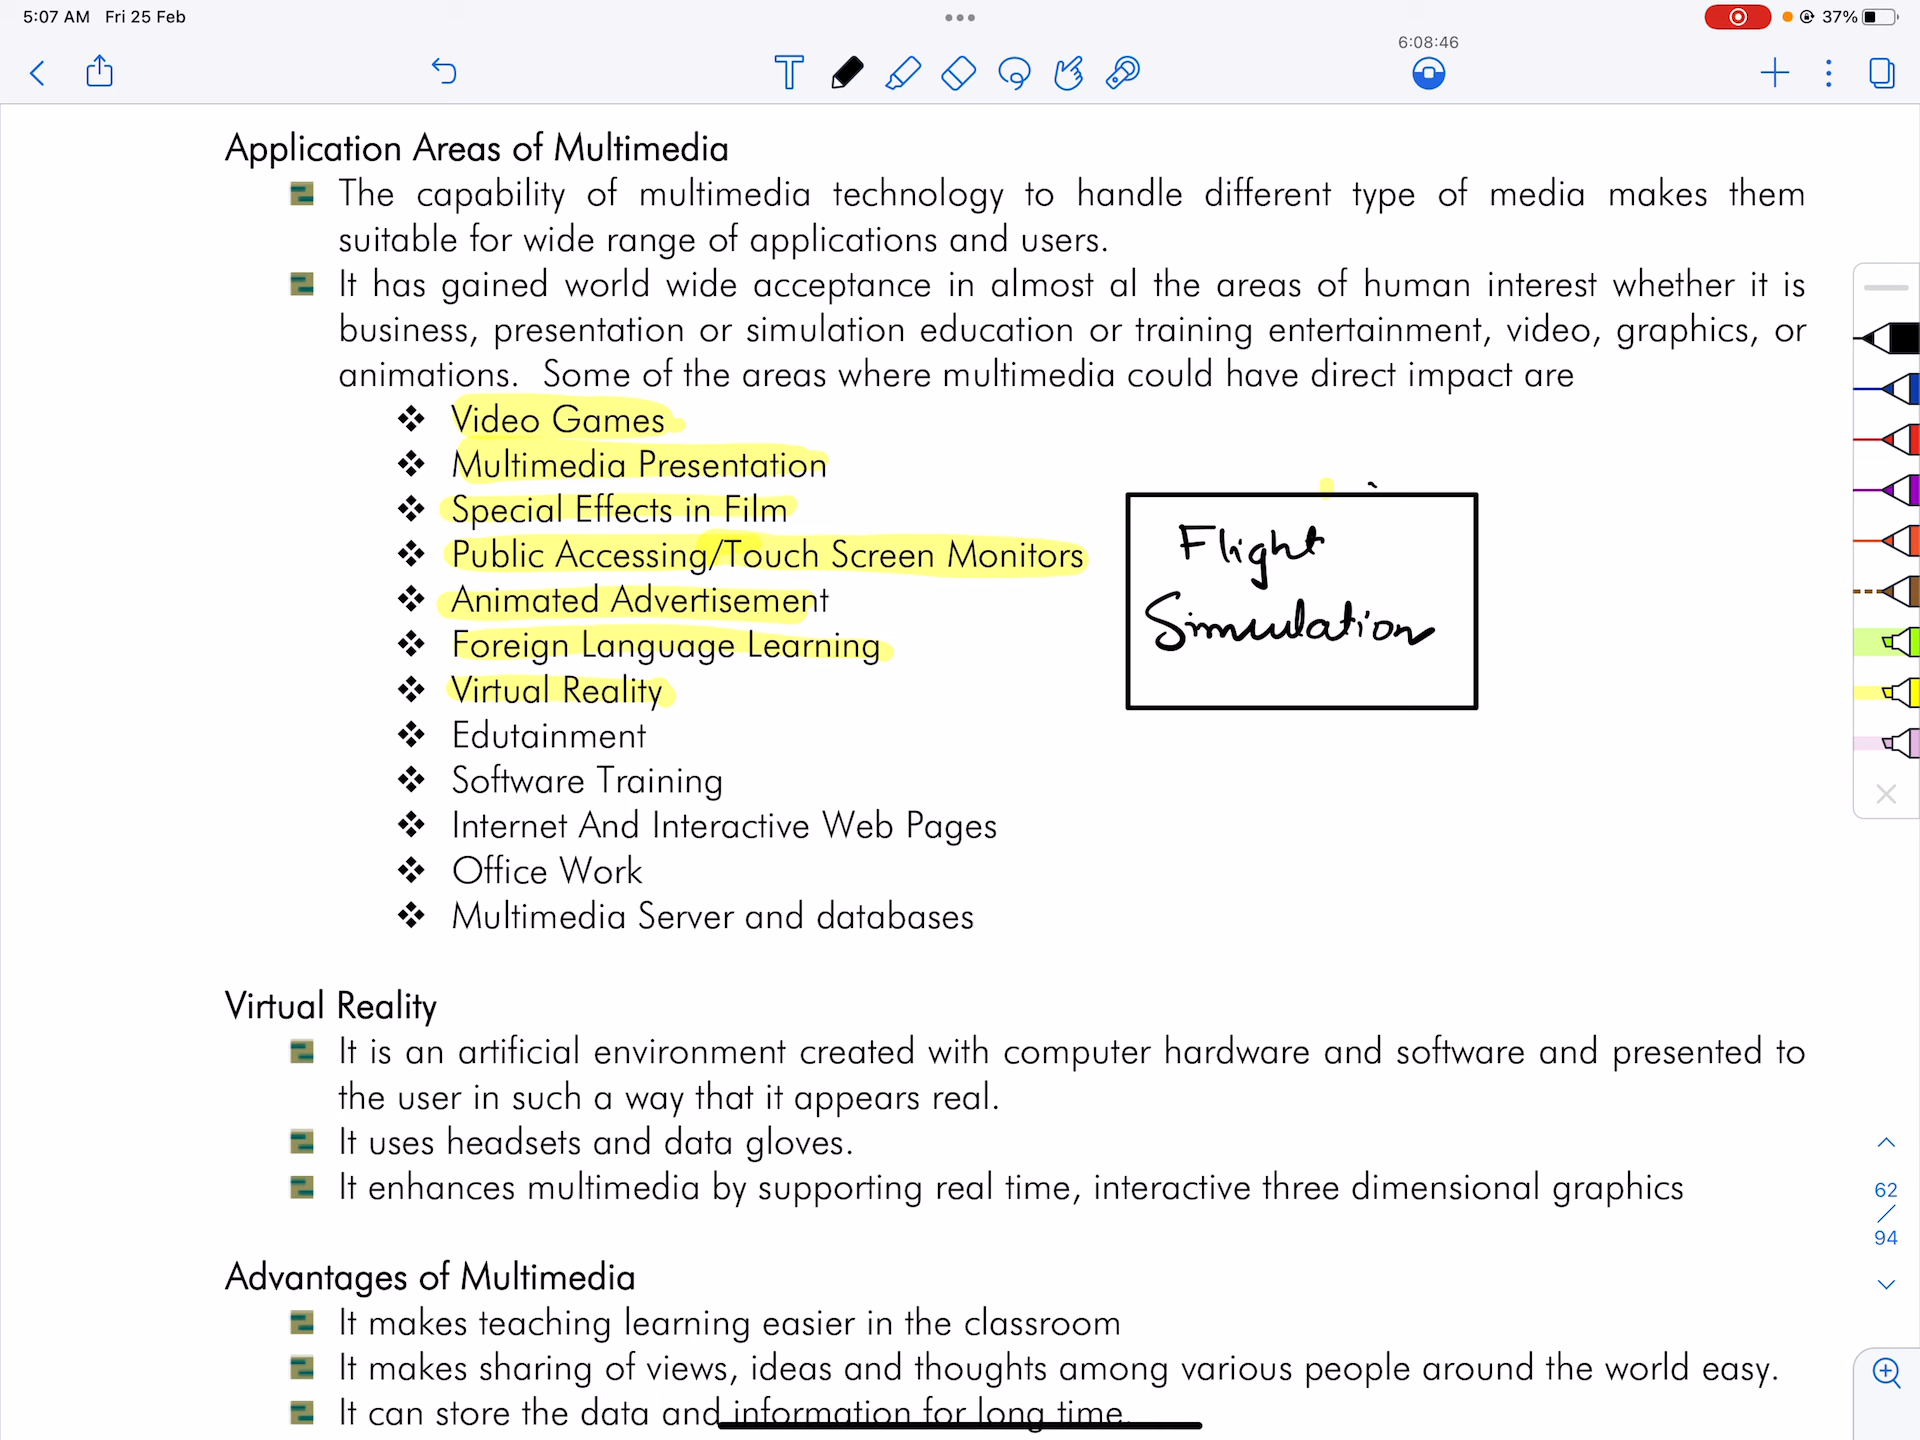 5:07 AM Fri 25 Feb
37%
6:08:46
Application Areas of Multimedia
The capability of multimedia technology to handle different type of media makes them
suitable for wide range of applications and users.
It has gained world wide acceptance in almost al the areas of human interest whether it is
business, presentation or simulation education or training entertainment, video, graphics, or
animations. Some of the areas where multimedia could have direct impact are
Video Games
Multimedia Presentation
Special Effects in Film
Public Accessing/Touch Screen Monitors
Animated Advertisement
Foreign Language Learning
Virtual Reality
Edutainment
Software Training
Internet And Interactive Web Pages
Office Work
Multimedia Server and databases
Flight
Simulation
Virtual Reality
It is an artificial environment created with computer hardware and software and presented to
the user in such a way that it appears real.
It uses headsets and data gloves.
It enhances multimedia by supporting real time, interactive three dimensional graphics
62
/
94
Advantages of Multimedia
It makes teaching learning easier in the classroom
It makes sharing of views, ideas and thoughts among various people around the world easy.
It can store the data and information for long time.